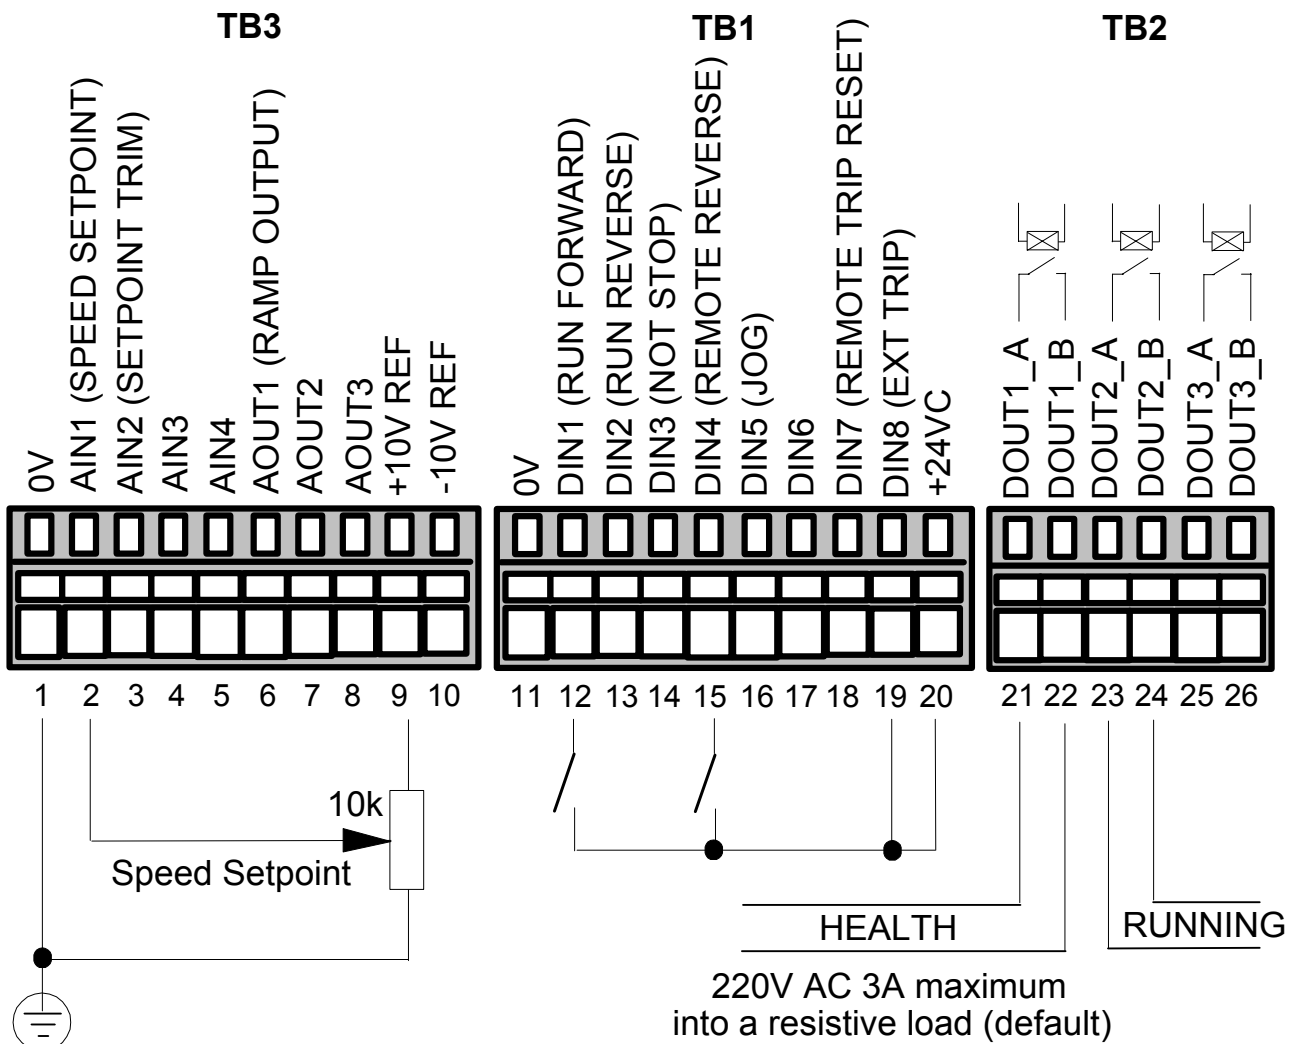 TB3
TB1
TB2
0V
AIN1 (SPEED SETPOINT)
AIN2 (SETPOINT TRIM)
AIN3
AIN4
AOUT1 (RAMP OUTPUT)
AOUT2
AOUT3
+10V REF
-10V REF
0V
DIN1 (RUN FORWARD)
DIN2 (RUN REVERSE)
DIN3 (NOT STOP)
DIN4 (REMOTE REVERSE)
DIN5 (JOG)
DIN6
DIN7 (REMOTE TRIP RESET)
DIN8 (EXT TRIP)
+24VC
DOUT1_A
DOUT1_B
DOUT2_A
DOUT2_B
DOUT3_A
DOUT3_B
1 2 3 4 5 6 7 8 9 10
11 12 13 14 15 16 17 18 19 20
21 22 23 24 25 26
10k
Speed Setpoint
HEALTH
RUNNING
220V AC 3A maximum
into a resistive load (default)